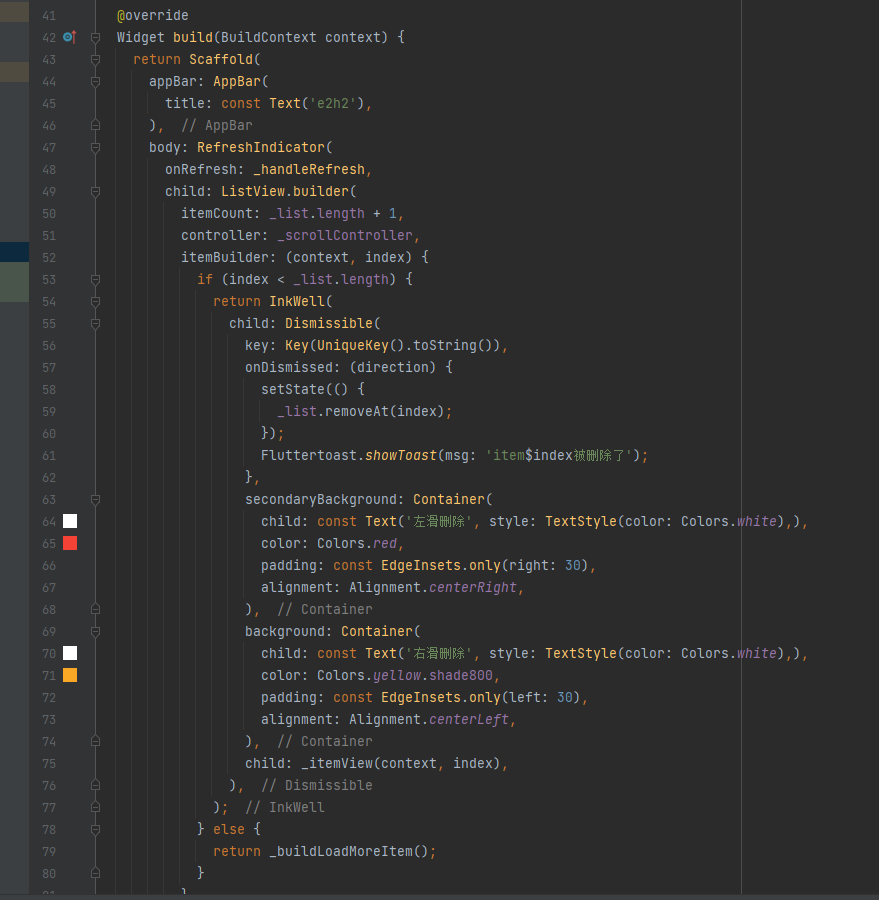 41 @override
42 Widget build(BuildContext context) {
43 return Scaffold(
44 appBar: AppBar(
45 title: const Text('e2h2'),
46 ), // AppBar
47 body: RefreshIndicator(
48 onRefresh: _handleRefresh,
49 child: ListView.builder(
50 itemCount: _list.length + 1,
51 controller: _scrollController,
52 itemBuilder: (context, index) {
53 if (index < _list.length) {
54 return InkWell(
55 child: Dismissible(
56 key: Key(UniqueKey().toString()),
57 onDismissed: (direction) {
58 setState(() {
59 _list.removeAt(index);
60 });
61 Fluttertoast.showToast(msg: 'item$index被删除了');
62 },
63 secondaryBackground: Container(
64 child: const Text('左滑删除', style: TextStyle(color: Colors.white),),
65 color: Colors.red,
66 padding: const EdgeInsets.only(right: 30),
67 alignment: Alignment.centerRight,
68 ), // Container
69 background: Container(
70 child: const Text('右滑删除', style: TextStyle(color: Colors.white),),
71 color: Colors.yellow.shade800,
72 padding: const EdgeInsets.only(left: 30),
73 alignment: Alignment.centerLeft,
74 ), // Container
75 child: _itemView(context, index),
76 ), // Dismissible
77 ); // InkWell
78 } else {
79 return _buildLoadMoreItem();
80 }